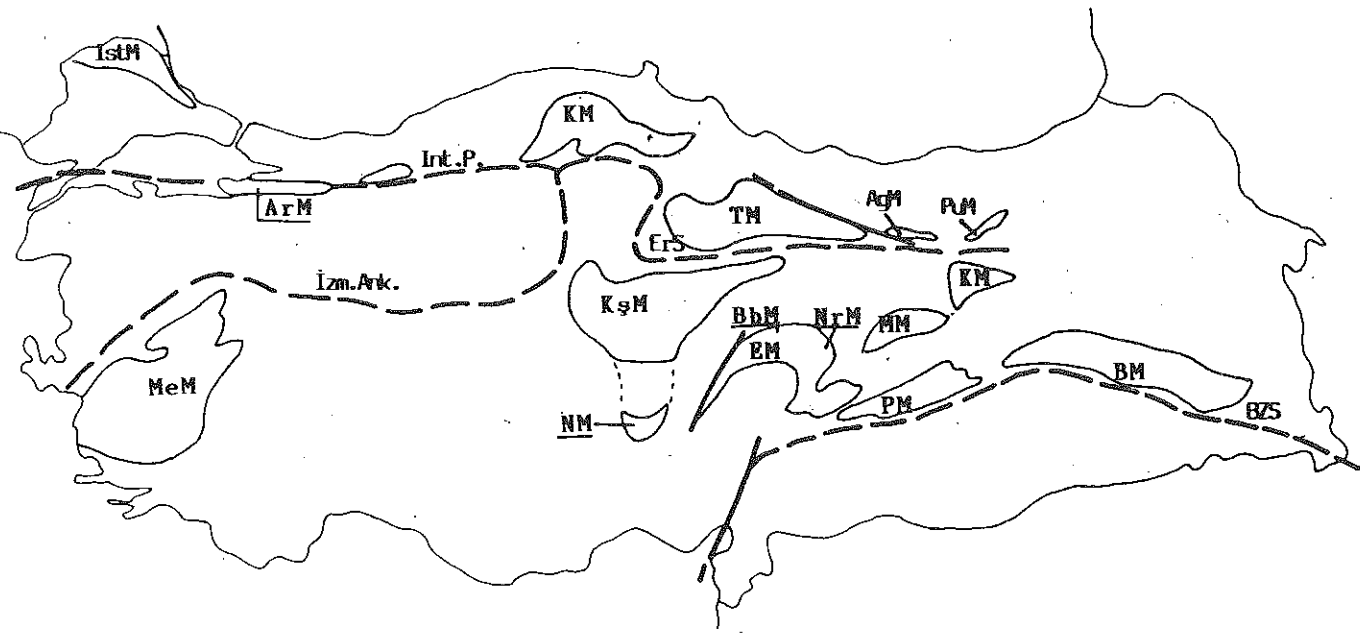 IstM
KM
Int.P.
ArM
TM
AgM
PuM
ErS
İzm.Ank.
KşM
KM
BbM
NrM
MM
EM
MeM
BM
PM
BZS
NM